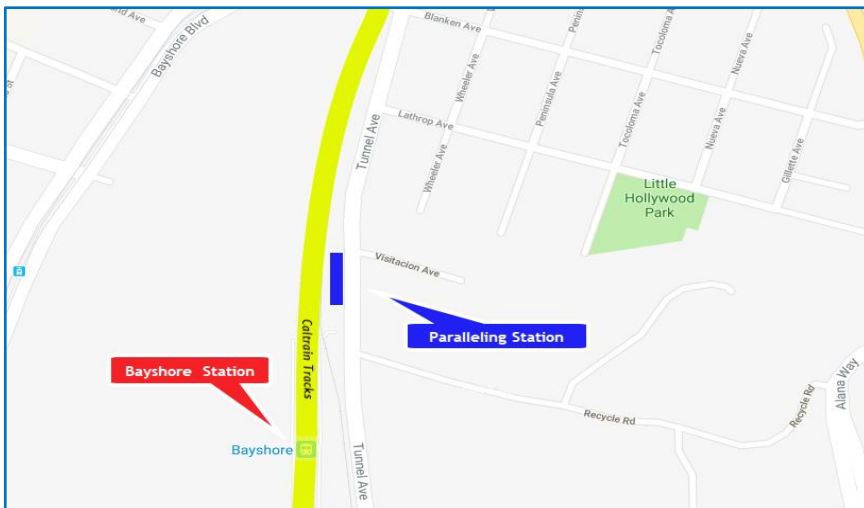 Blanken Ave
Bayshore Blvd
Wheeler Ave
Tocoloma A
Nueva Ave
Lathrop Ave
Tunnel Ave
Peninsula Ave
Tocoloma Ave
Wheeler Ave
Nueva Ave
Gillette Ave
Little
Hollywood
Park
Visitacion Ave
Caltrain Tracks
Paralleling Station
Bayshore Station
Recycle Rd
Recycle Rd
Alana Way
Bayshore
Tunnel Ave